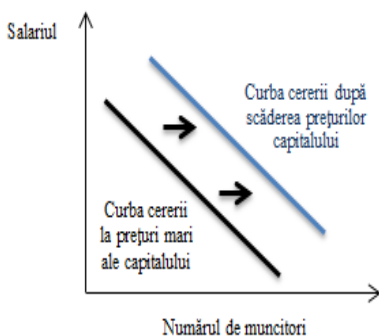 Salariul
Curba cererii după
scăderea prețurilor
capitalului
Curba cererii
la prețuri mari
ale capitalului
Numărul de muncitori